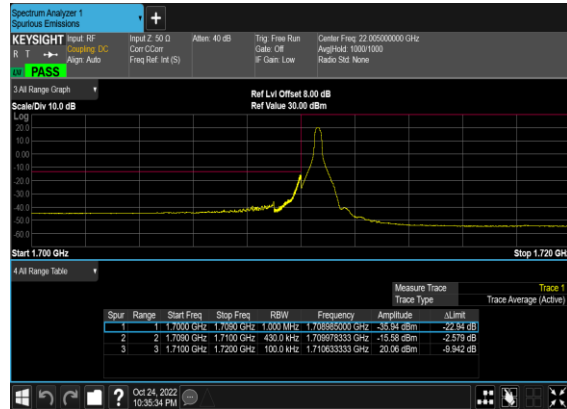 Spectrum Analyzer 1
Spurious Emissions
+
KEYSIGHT Input: RF Input Z: 50 Ω Atten: 40 dB Trig: Free Run Center Freq: 22.005000000 GHz
R T Coupling: DC Corr CCorr Gate: Off Avg|Hold: 1000/1000
Align: Auto Freq Ref: Int (S) IF Gain: Low Radio Std: None
PASS
3 All Range Graph
Ref Lvl Offset 8.00 dB
Scale/Div 10.0 dB Ref Value 30.00 dBm
Log
20.0
10.0
0.00
-10.0
-20.0
-30.0
-40.0
-50.0
-60.0
Start 1.700 GHz Stop 1.720 GH
4 All Range Table
Measure Trace Trace 1
Trace Type Trace Average (Active)
Spur Range Start Freq Stop Freq RBW Frequency Amplitude ΔLimit
1 1 1.7000 GHz 1.7090 GHz 1.000 MHz 1.708985000 GHz -35.94 dBm -22.94 dB
2 2 1.7090 GHz 1.7100 GHz 430.0 kHz 1.709978333 GHz -15.58 dBm -2.579 dB
3 3 1.7100 GHz 1.7200 GHz 100.0 kHz 1.710633333 GHz 20.06 dBm -9.942 dB
? Oct 24, 2022
10:35:34 PM